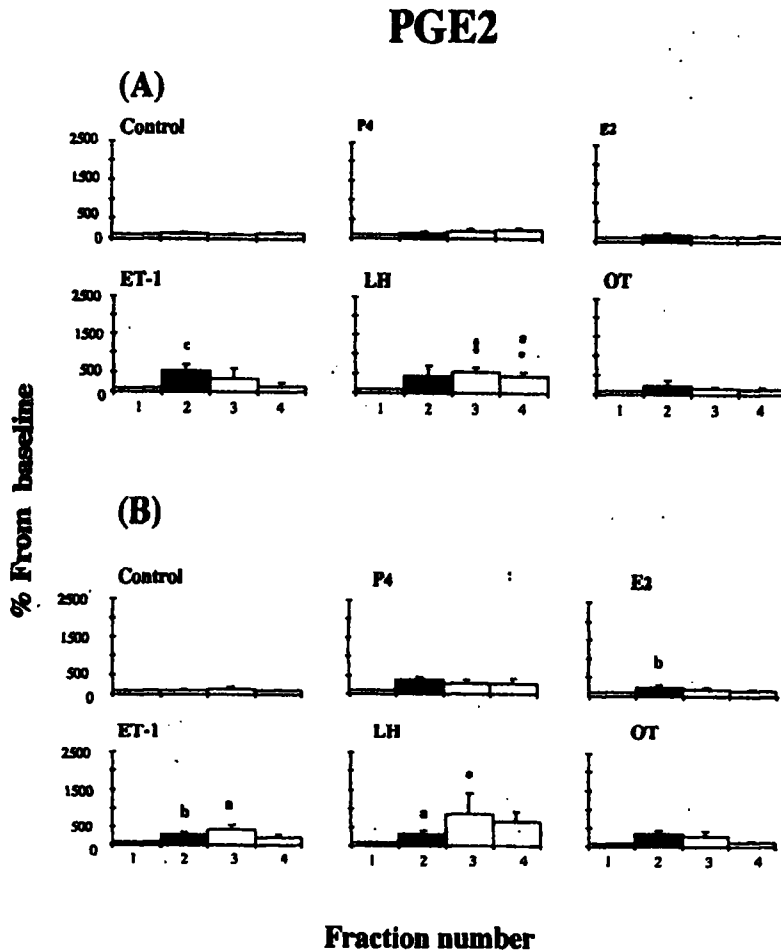 PGE2
(A)
Control P4 E2
2500
1500
500
0
ET-1 LH OT
2500
1500
c
500
0
1 2 3 4 1 2 3 4 1 2 3 4
% From baseline
(B)
Control P4 E2
2500
1500
b
500
0
ET-1 LH OT
2500
1500
b a a
500
0
1 2 3 4 1 2 3 4 1 2 3 4
Fraction number